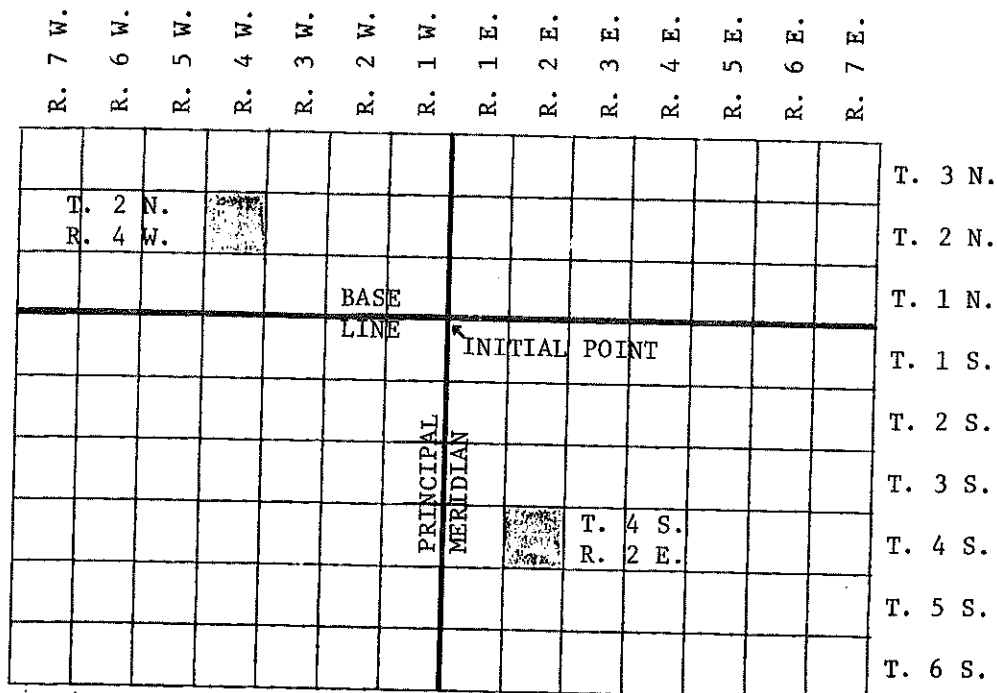 R. 7 W.
R. 6 W.
R. 5 W.
R. 4 W.
R. 3 W.
R. 2 W.
R. 1 W.
R. 1 E.
R. 2 E.
R. 3 E.
R. 4 E.
R. 5 E.
R. 6 E.
R. 7 E.
T. 3 N.
T. 2 N.
R. 4 W.
T. 2 N.
T. 1 N.
BASE
LINE
INITIAL POINT
T. 1 S.
T. 2 S.
PRINCIPAL
MERIDIAN
T. 3 S.
T. 4 S.
R. 2 E.
T. 4 S.
T. 5 S.
T. 6 S.